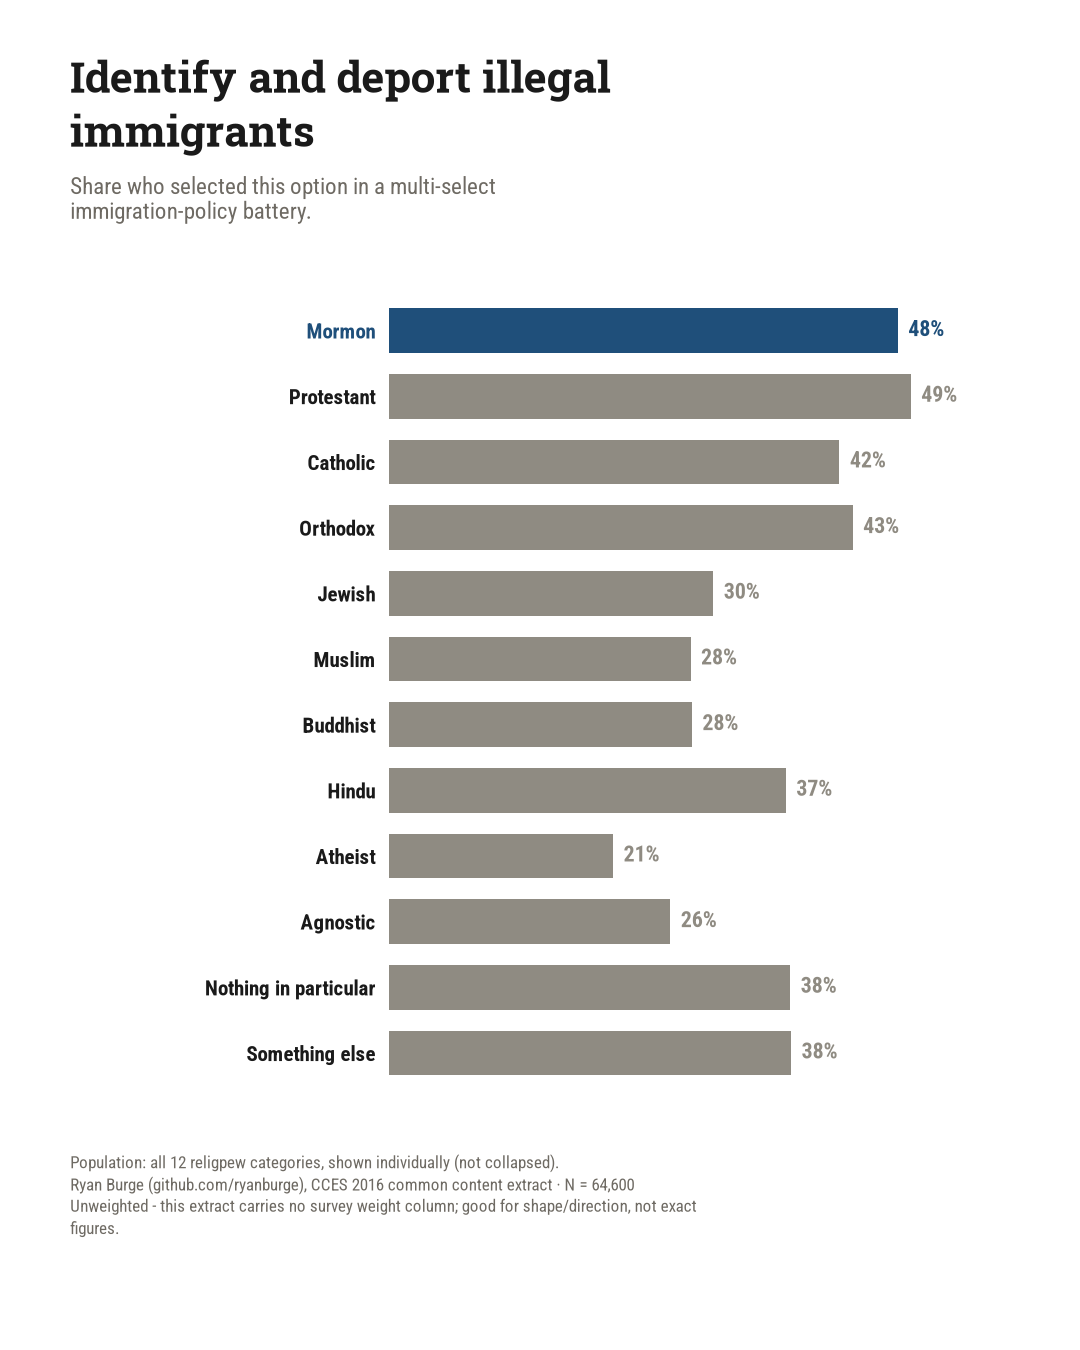 Identify and deport illegal
immigrants
Share who selected this option in a multi-select
immigration-policy battery.
Mormon 48%
Protestant 49%
Catholic 42%
Orthodox 43%
Jewish 30%
Muslim 28%
Buddhist 28%
Hindu 37%
Atheist 21%
Agnostic 26%
Nothing in particular 38%
Something else 38%
Population: all 12 religpew categories, shown individually (not collapsed).
Ryan Burge (github.com/ryanburge), CCES 2016 common content extract · N = 64,600
Unweighted - this extract carries no survey weight column; good for shape/direction, not exact
figures.